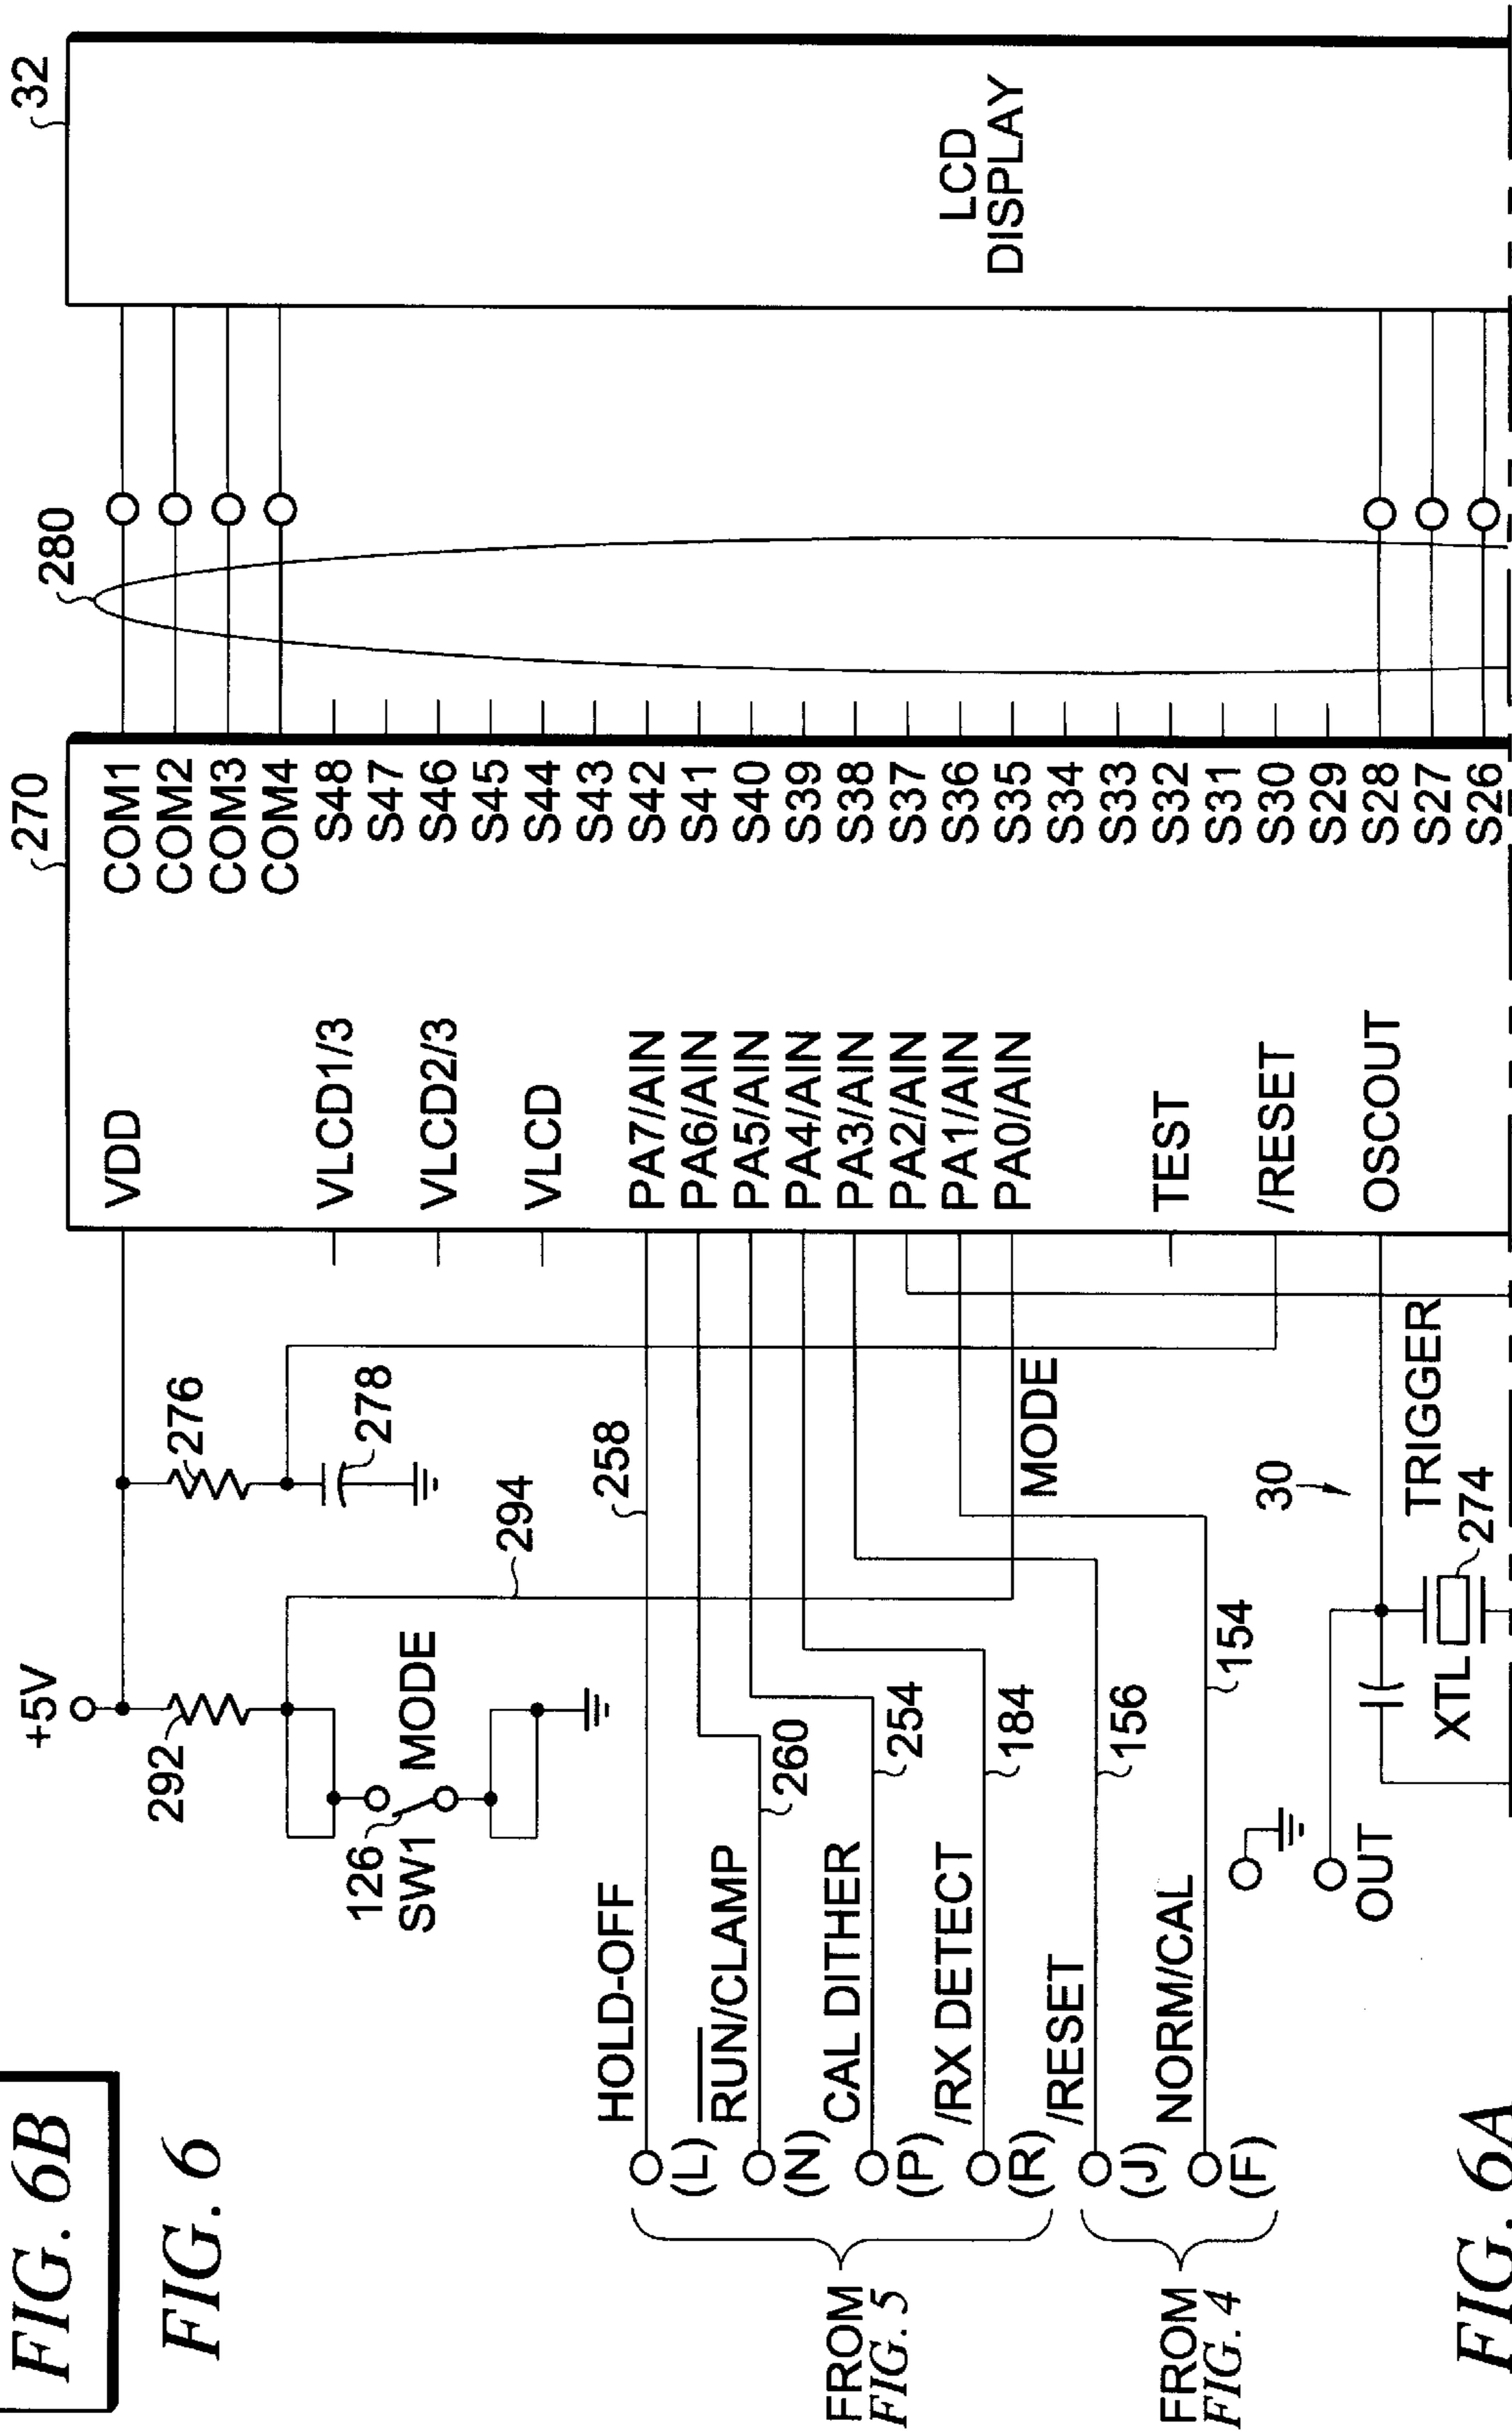 FIG. 6B
FIG. 6
+5V
292
276
278
126
SW1
MODE
294
HOLD-OFF
258
(L)
RUN/CLAMP
260
(N)
CAL DITHER
254
(P)
/RX DETECT
184
(R)
/RESET
156
(J)
NORM/CAL
154
(F)
FROM
FIG. 5
FROM
FIG. 4
MODE
30
TRIGGER
OUT
XTL
274
270
VDD
VLCD1/3
VLCD2/3
VLCD
PA7/AIN
PA6/AIN
PA5/AIN
PA4/AIN
PA3/AIN
PA2/AIN
PA1/AIN
PA0/AIN
TEST
/RESET
OSCOUT
COM1
COM2
COM3
COM4
S48
S47
S46
S45
S44
S43
S42
S41
S40
S39
S38
S37
S36
S35
S34
S33
S32
S31
S30
S29
S28
S27
S26
280
32
LCD
DISPLAY
FIG. 6A